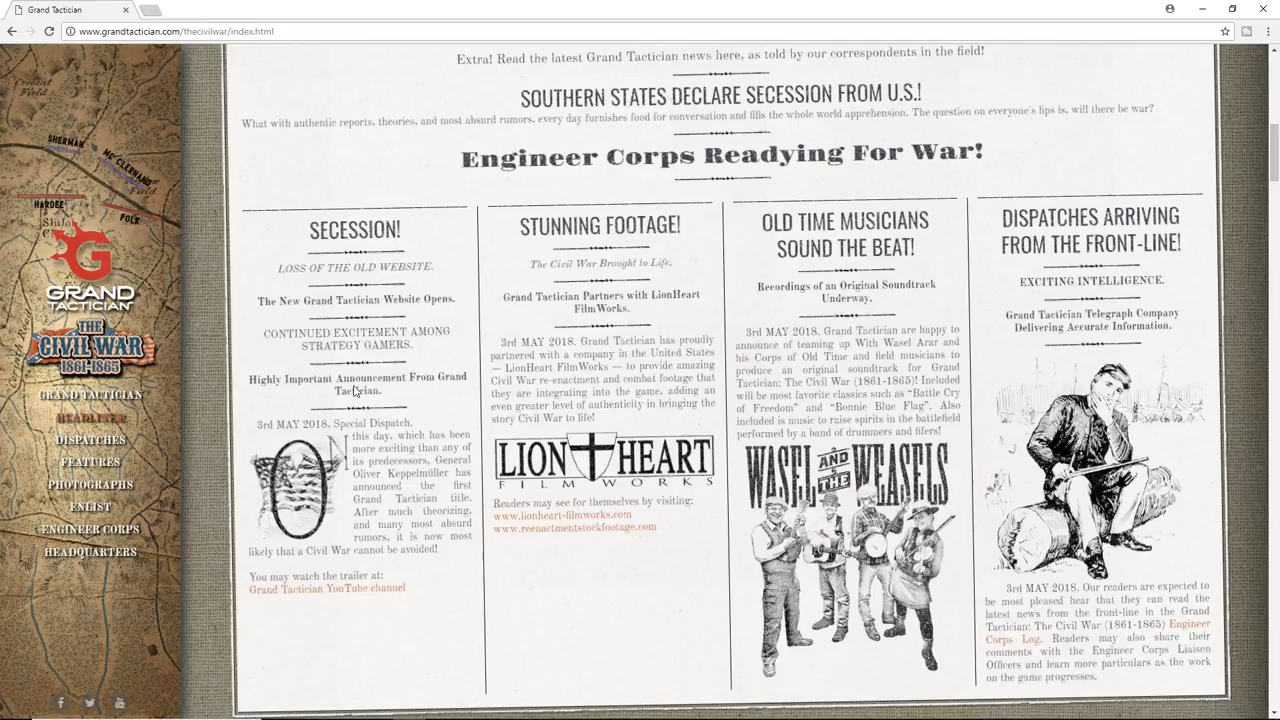 Grand Tactician
www.grandtactician.com/thecivilwar/index.html
Extra! Read the latest Grand Tactician news here, as told by our correspondents in the field!
SOUTHERN STATES DECLARE SECESSION FROM U.S.!
What with authentic reports, theories, and most absurd rumors, every day furnishes food for conversation and fills the whole world apprehension. The question on everyone's lips is, will there be war?
Engineer Corps Readying For War!
SHERMAN
MC CLERNAND
HARDEE
POLK
GRAND
TACTICIAN
THE
CIVIL WAR
1861-1865
GRAND TACTICIAN
HEADLINES
DISPATCHES
FEATURES
PHOTOGRAPHS
ENLIST
ENGINEER CORPS
HEADQUARTERS
SECESSION!
LOSS OF THE OLD WEBSITE.
The New Grand Tactician Website Opens.
CONTINUED EXCITEMENT AMONG
STRATEGY GAMERS.
Highly Important Announcement From Grand
Tactician.
3rd MAY 2018. Special Dispatch.
this day, which has been
more exciting than any of
its predecessors, General
Oliver Keppelmüller has
announced the first
Grand Tactician title.
After much theorizing,
and many most absurd
rumors, it is now most
likely that a Civil War cannot be avoided!
You may watch the trailer at:
Grand Tactician YouTube channel
STUNNING FOOTAGE!
The Civil War Brought to Life.
Grand Tactician Partners with LionHeart
FilmWorks.
3rd MAY 2018. Grand Tactician has proudly
partnered with a company in the United States
— LionHeart FilmWorks — to provide amazing
Civil War re-enactment and combat footage that
they are integrating into the game, adding an
even greater level of authenticity in bringing the
story Civil War to life!
LION HEART
FILMWORKS
Readers may see for themselves by visiting:
www.lionheart-filmworks.com
www.reenactmentstockfootage.com
OLD TIME MUSICIANS
SOUND THE BEAT!
Recordings of an Original Soundtrack
Underway.
3rd MAY 2018. Grand Tactician are happy to
announce of teaming up With Wasel Arar and
his Corps of Old Time and field musicians to
produce an original soundtrack for Grand
Tactician: The Civil War (1861-1865)! Included
will be most favorite classics such as “Battle Cry
of Freedom” and “Bonnie Blue Flag”. Also
included is music to raise spirits in the battlefield
performed by a band of drummers and fifers!
WASEL AND THE WEASELS
DISPATCHES ARRIVING
FROM THE FRONT-LINE!
EXCITING INTELLIGENCE.
Grand Tactician Telegraph Company
Delivering Accurate Information.
3rd MAY 2018. Our readers are expected to
be most pleased hear that they can read the
latest news from the front-line in the Grand
Tactician: The Civil War (1861-1865) Engineer
Corps Log. Readers may also share their
comments with the Engineer Corps Liaison
Officers and learn more particulars as the work
on the game progresses.